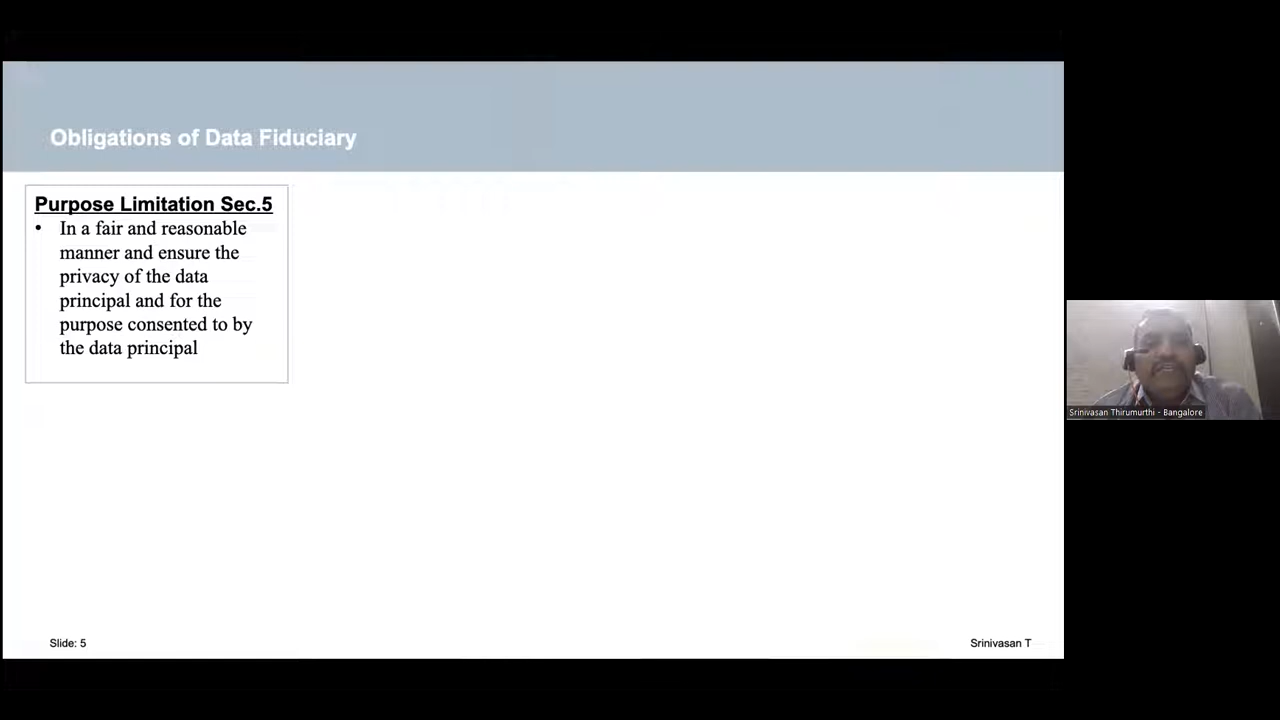 Obligations of Data Fiduciary
Purpose Limitation Sec.5
• In a fair and reasonable
manner and ensure the
privacy of the data
principal and for the
purpose consented to by
the data principal
Srinivasan Thirumurthi - Bangalore
Slide: 5
Srinivasan T